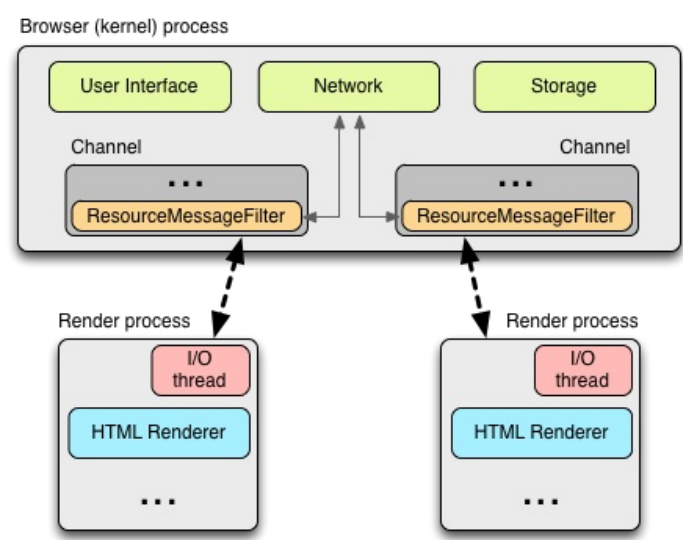 Browser (kernel) process
User Interface
Network
Storage
Channel
Channel
...
...
ResourceMessageFilter
ResourceMessageFilter
Render process
Render process
I/O
thread
I/O
thread
HTML Renderer
HTML Renderer
...
...